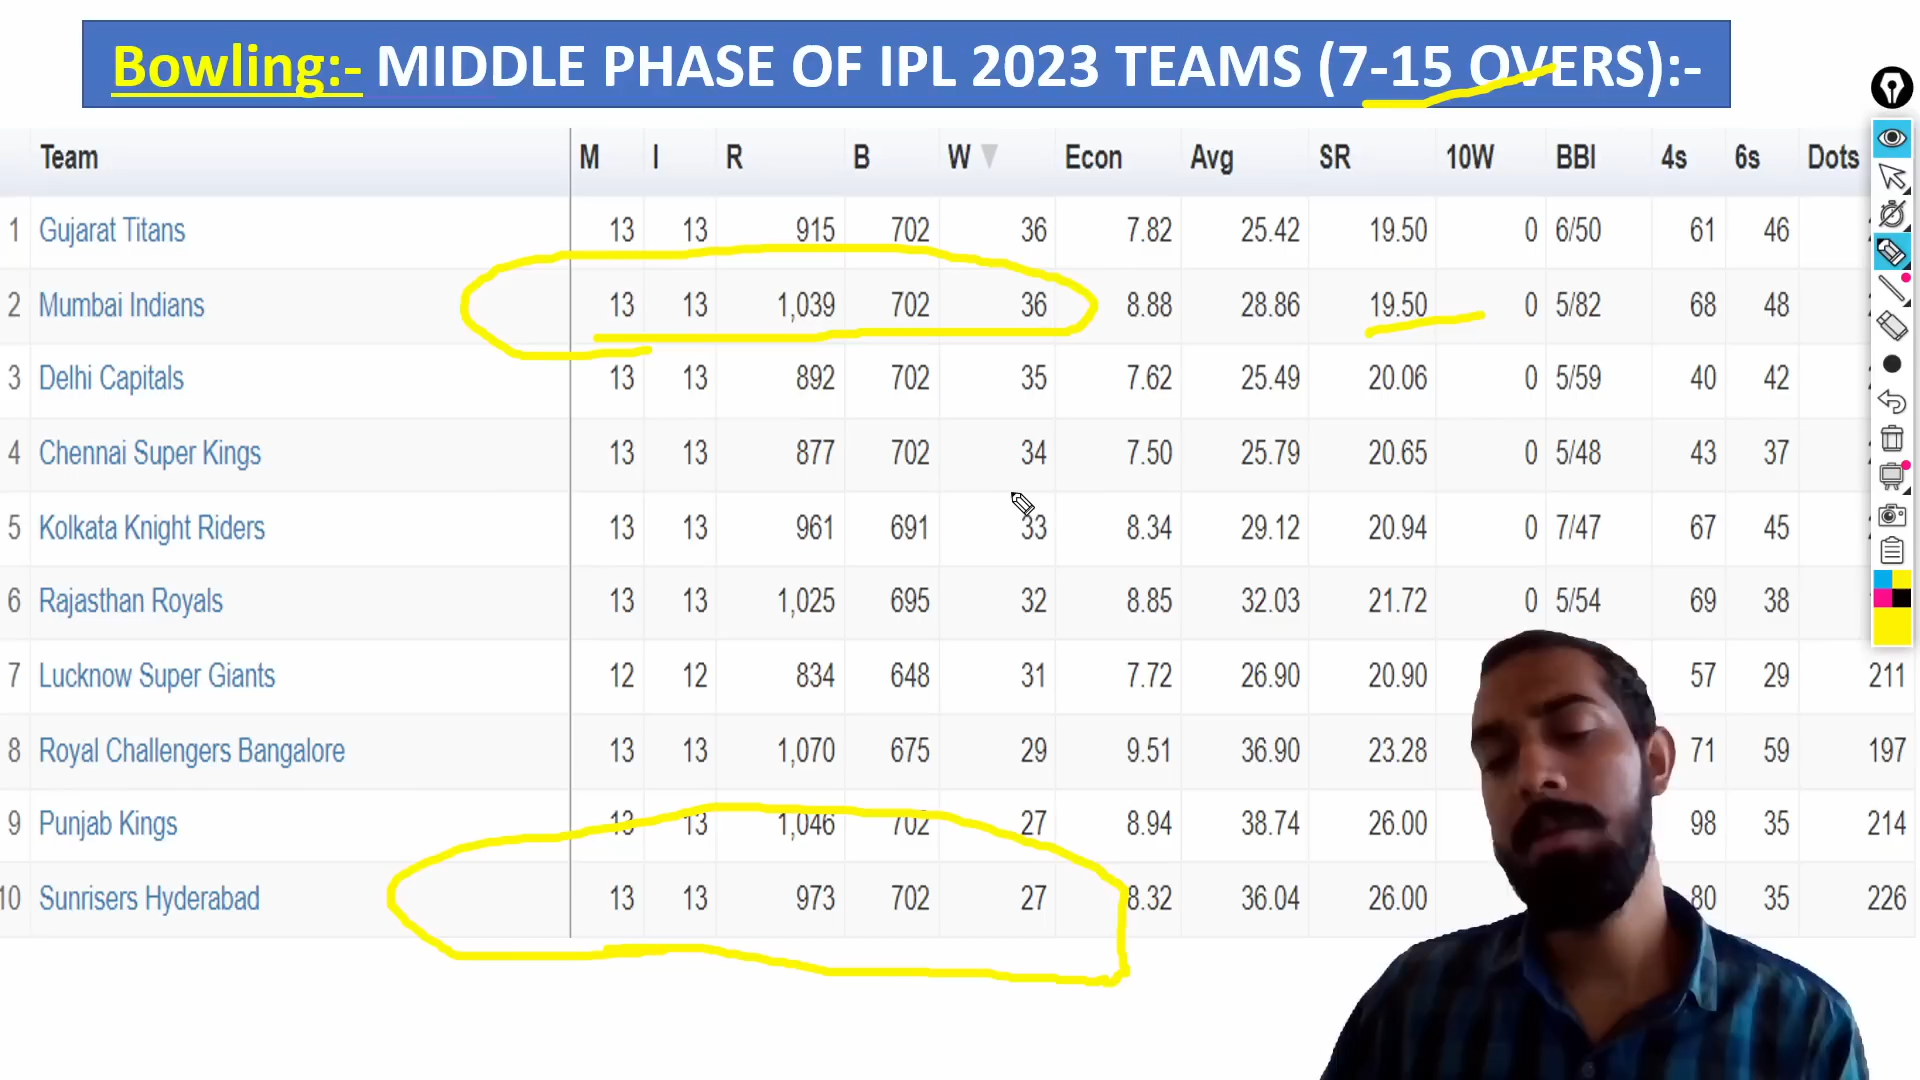 Bowling:- MIDDLE PHASE OF IPL 2023 TEAMS (7-15 OVERS):-
Team M I R B W Econ Avg SR 10W BBI 4s 6s Dots
1 Gujarat Titans 13 13 915 702 36 7.82 25.42 19.50 0 6/50 61 46
2 Mumbai Indians 13 13 1,039 702 36 8.88 28.86 19.50 0 5/82 68 48
3 Delhi Capitals 13 13 892 702 35 7.62 25.49 20.06 0 5/59 40 42
4 Chennai Super Kings 13 13 877 702 34 7.50 25.79 20.65 0 5/48 43 37
5 Kolkata Knight Riders 13 13 961 691 33 8.34 29.12 20.94 0 7/47 67 45
6 Rajasthan Royals 13 13 1,025 695 32 8.85 32.03 21.72 0 5/54 69 38
7 Lucknow Super Giants 12 12 834 648 31 7.72 26.90 20.90 57 29 211
8 Royal Challengers Bangalore 13 13 1,070 675 29 9.51 36.90 23.28 71 59 197
9 Punjab Kings 13 13 1,046 702 27 8.94 38.74 26.00 98 35 214
10 Sunrisers Hyderabad 13 13 973 702 27 8.32 36.04 26.00 80 35 226